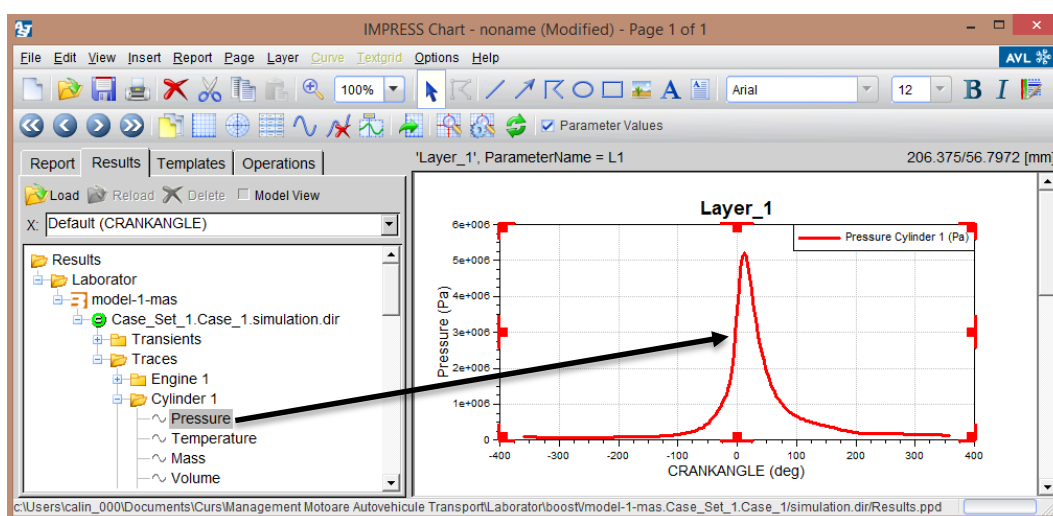 IMPRESS Chart - noname (Modified) - Page 1 of 1
File Edit View Insert Report Page Layer Curve Textgrid Options Help
AVL
100%
A
Arial
12
B I
Parameter Values
Report Results Templates Operations
'Layer_1', ParameterName = L1
206.375/56.7972 [mm]
Load Reload Delete Model View
X: Default (CRANKANGLE)
Results
Laborator
model-1-mas
Case_Set_1.Case_1.simulation.dir
Transients
Traces
Engine 1
Cylinder 1
Pressure
Temperature
Mass
Volume
Layer_1
Pressure Cylinder 1 (Pa)
Pressure (Pa)
6e+006
5e+006
4e+006
3e+006
2e+006
1e+006
0
-400 -300 -200 -100 0 100 200 300 400
CRANKANGLE (deg)
c:\Users\calin_000\Documents\Curs\Management Motoare Autovehicule Transport\Laborator\boost\/model-1-mas.Case_Set_1.Case_1/simulation.dir/Results.ppd